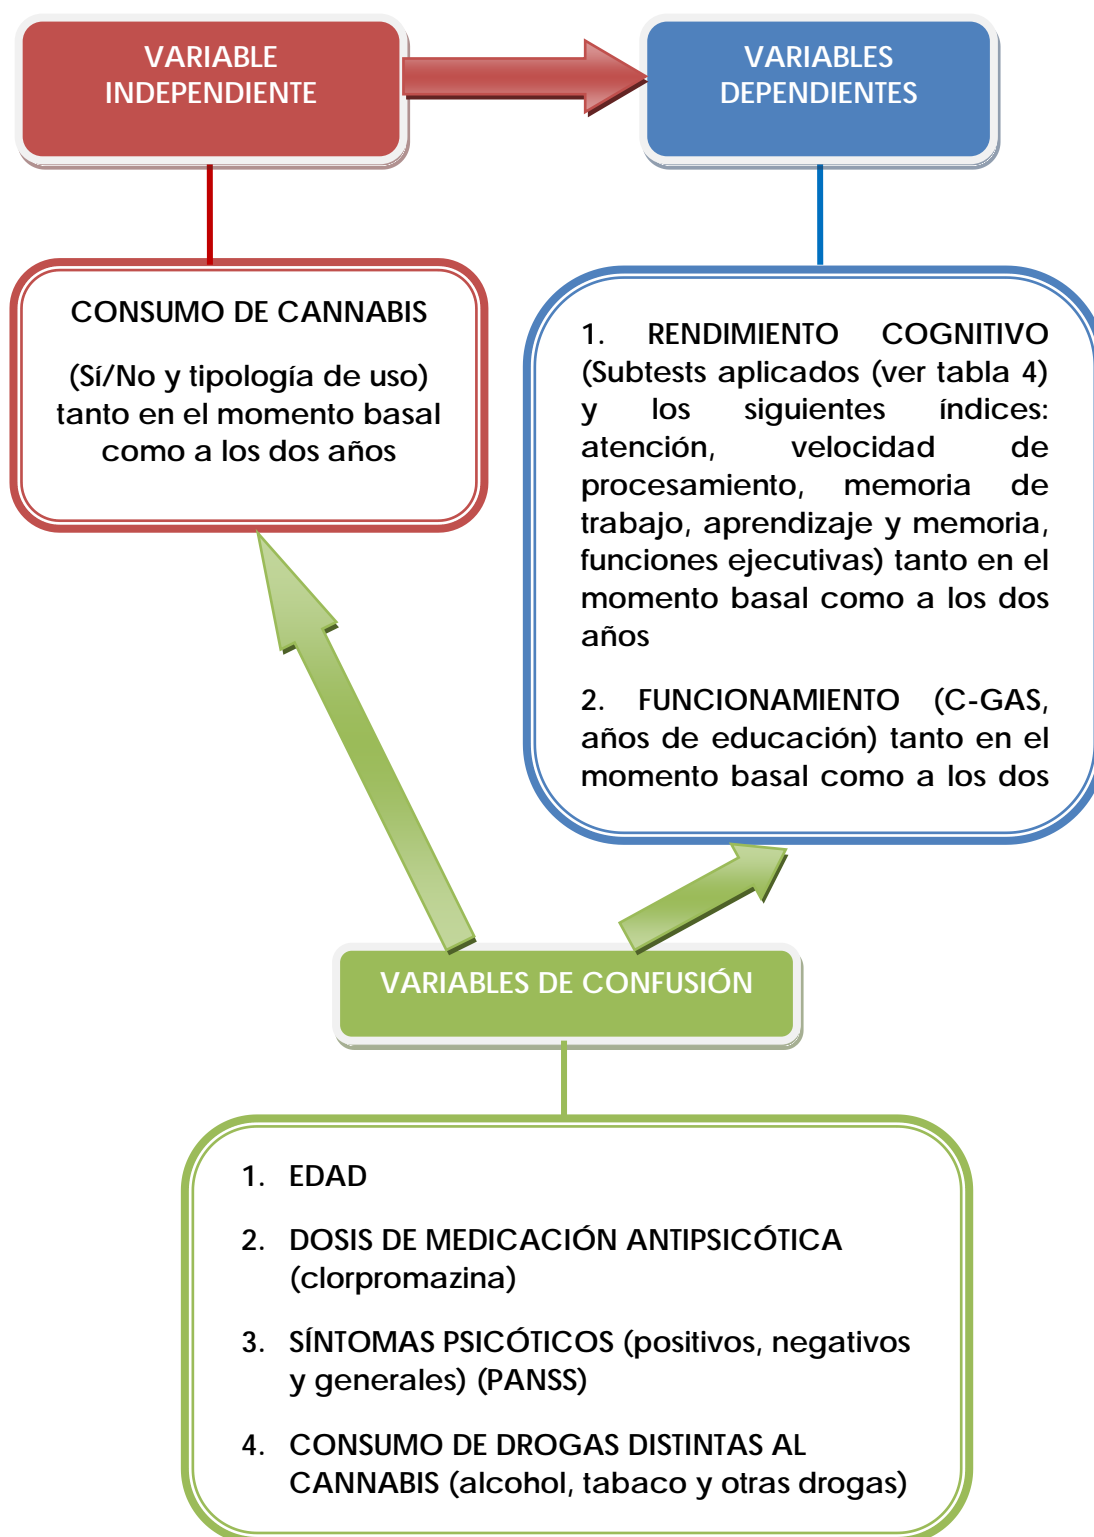 VARIABLE
INDEPENDIENTE
VARIABLES
DEPENDIENTES
CONSUMO DE CANNABIS
(Sí/No y tipología de uso)
tanto en el momento basal
como a los dos años
1. RENDIMIENTO COGNITIVO
(Subtests aplicados (ver tabla 4)
y los siguientes índices:
atención, velocidad de
procesamiento, memoria de
trabajo, aprendizaje y memoria,
funciones ejecutivas) tanto en el
momento basal como a los dos
años
2. FUNCIONAMIENTO (C-GAS,
años de educación) tanto en el
momento basal como a los dos
VARIABLES DE CONFUSIÓN
1. EDAD
2. DOSIS DE MEDICACIÓN ANTIPSICÓTICA
(clorpromazina)
3. SÍNTOMAS PSICÓTICOS (positivos, negativos
y generales) (PANSS)
4. CONSUMO DE DROGAS DISTINTAS AL
CANNABIS (alcohol, tabaco y otras drogas)